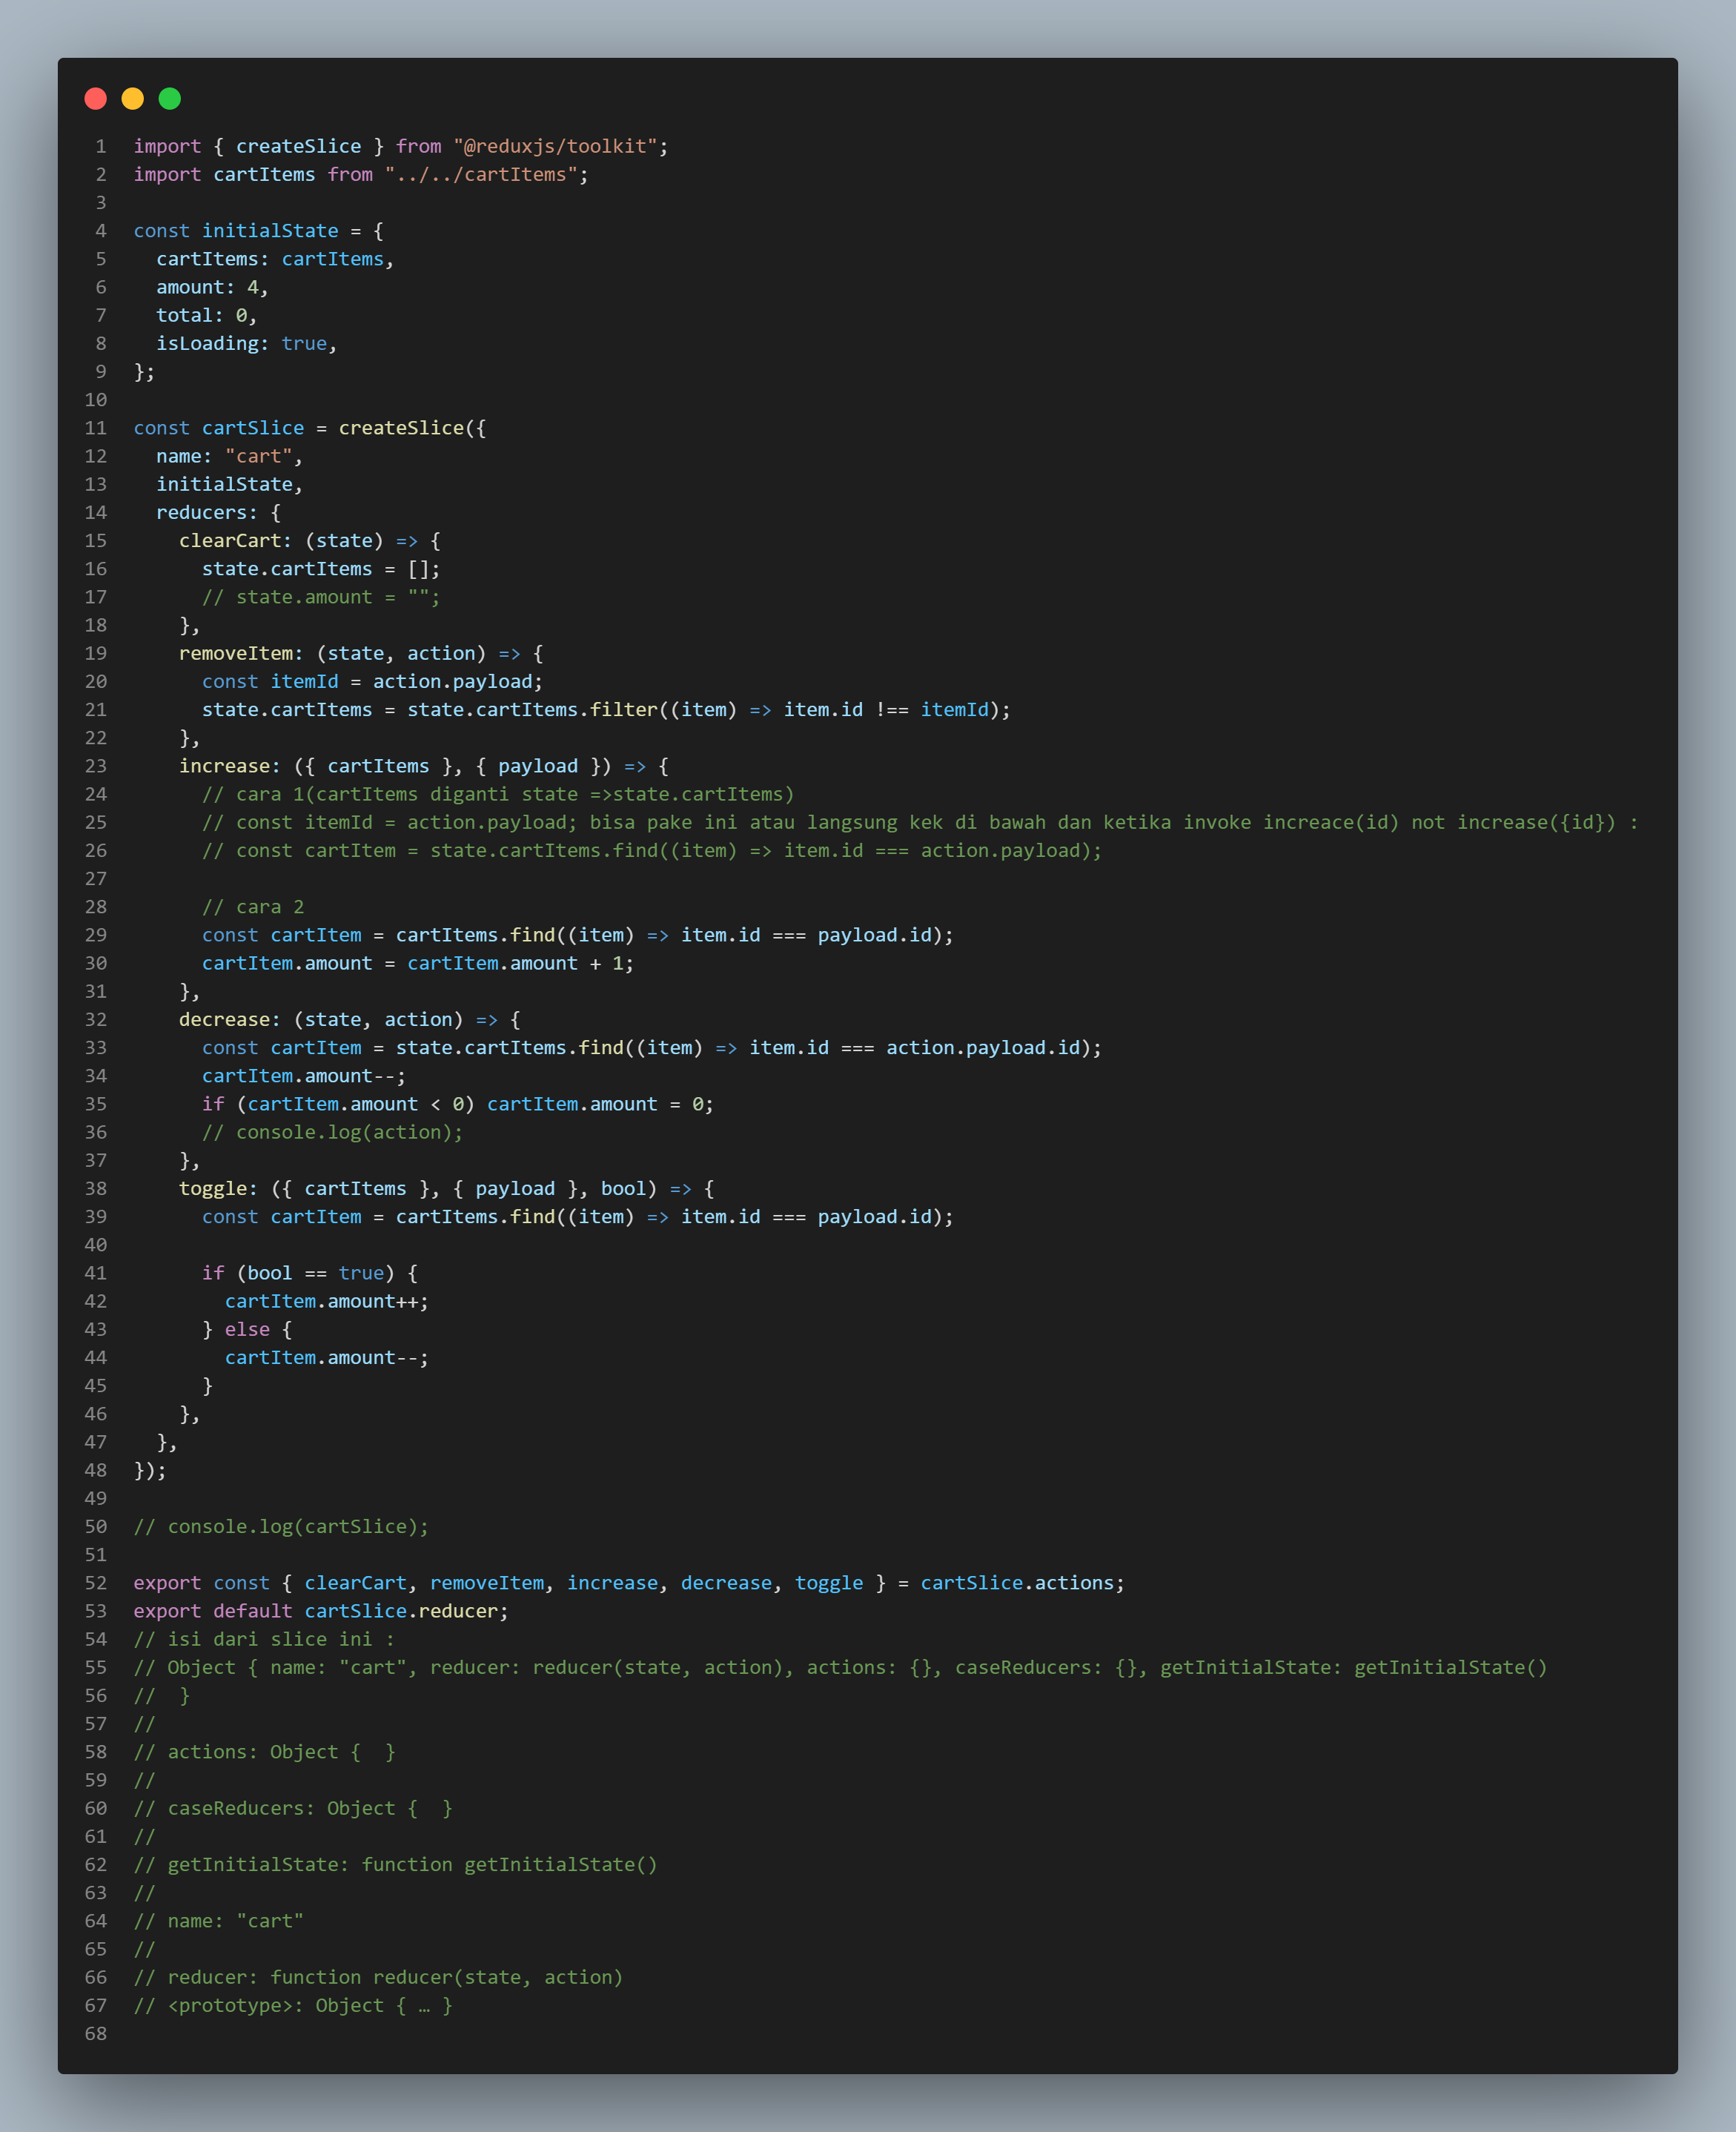 1 import { createSlice } from "@reduxjs/toolkit";
2 import cartItems from "../../cartItems";
3
4 const initialState = {
5   cartItems: cartItems,
6   amount: 4,
7   total: 0,
8   isLoading: true,
9 };
10
11 const cartSlice = createSlice({
12   name: "cart",
13   initialState,
14   reducers: {
15     clearCart: (state) => {
16       state.cartItems = [];
17       // state.amount = "";
18     },
19     removeItem: (state, action) => {
20       const itemId = action.payload;
21       state.cartItems = state.cartItems.filter((item) => item.id !== itemId);
22     },
23     increase: ({ cartItems }, { payload }) => {
24       // cara 1(cartItems diganti state =>state.cartItems)
25       // const itemId = action.payload; bisa pake ini atau langsung kek di bawah dan ketika invoke increace(id) not increase({id}) :
26       // const cartItem = state.cartItems.find((item) => item.id === action.payload);
27
28       // cara 2
29       const cartItem = cartItems.find((item) => item.id === payload.id);
30       cartItem.amount = cartItem.amount + 1;
31     },
32     decrease: (state, action) => {
33       const cartItem = state.cartItems.find((item) => item.id === action.payload.id);
34       cartItem.amount--;
35       if (cartItem.amount < 0) cartItem.amount = 0;
36       // console.log(action);
37     },
38     toggle: ({ cartItems }, { payload }, bool) => {
39       const cartItem = cartItems.find((item) => item.id === payload.id);
40
41       if (bool == true) {
42         cartItem.amount++;
43       } else {
44         cartItem.amount--;
45       }
46     },
47   },
48 });
49
50 // console.log(cartSlice);
51
52 export const { clearCart, removeItem, increase, decrease, toggle } = cartSlice.actions;
53 export default cartSlice.reducer;
54 // isi dari slice ini :
55 // Object { name: "cart", reducer: reducer(state, action), actions: {}, caseReducers: {}, getInitialState: getInitialState()
56 //  }
57 //
58 // actions: Object {  }
59 //
60 // caseReducers: Object {  }
61 //
62 // getInitialState: function getInitialState()
63 //
64 // name: "cart"
65 //
66 // reducer: function reducer(state, action)
67 // <prototype>: Object { … }
68